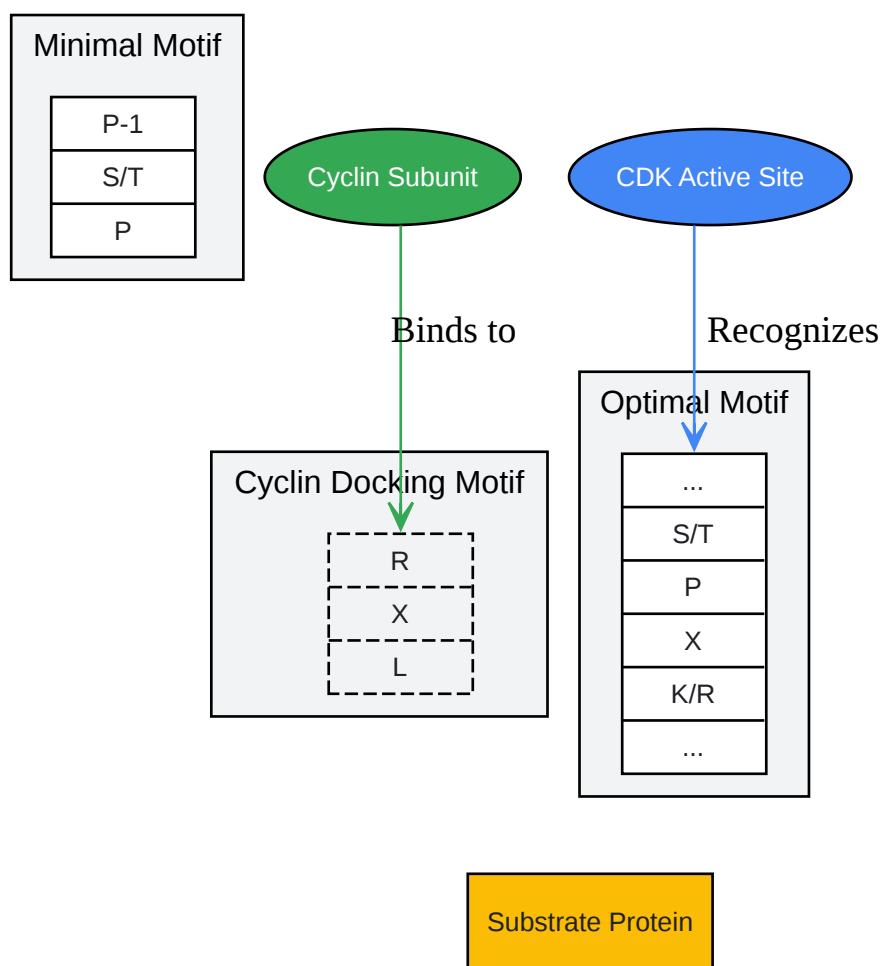 Minimal Motif
P-1
S/T
P
Cyclin Subunit
CDK Active Site
Binds to
Recognizes
Cyclin Docking Motif
R
X
L
Optimal Motif
...
S/T
P
X
K/R
...
Substrate Protein